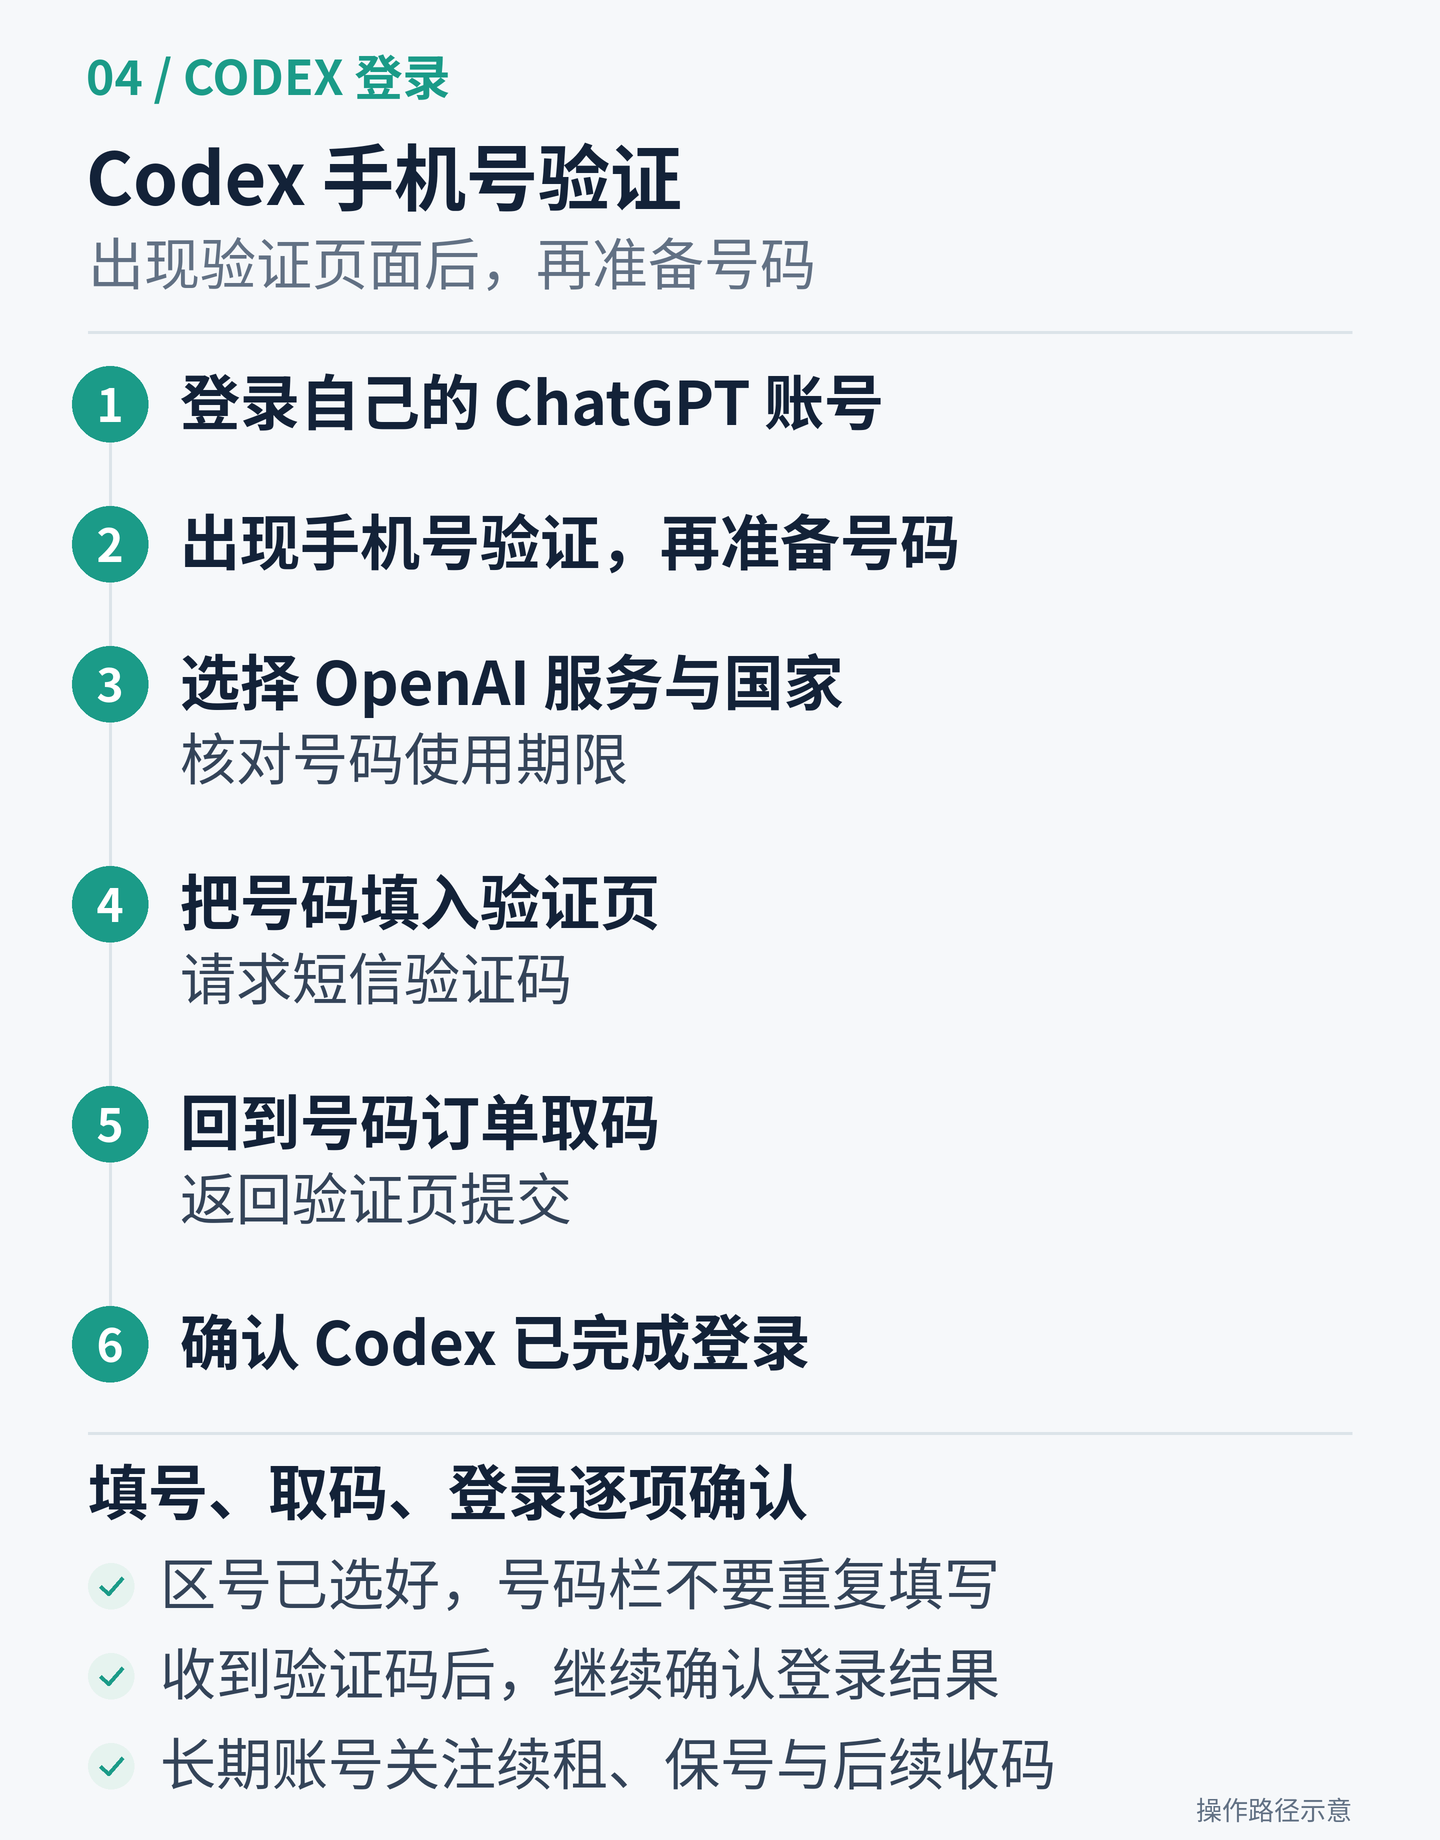 04 / CODEX 登录
Codex 手机号验证
出现验证页面后，再准备号码
1 登录自己的 ChatGPT 账号
2 出现手机号验证，再准备号码
3 选择 OpenAI 服务与国家
核对号码使用期限
4 把号码填入验证页
请求短信验证码
5 回到号码订单取码
返回验证页提交
6 确认 Codex 已完成登录
填号、取码、登录逐项确认
区号已选好，号码栏不要重复填写
收到验证码后，继续确认登录结果
长期账号关注续租、保号与后续收码
操作路径示意